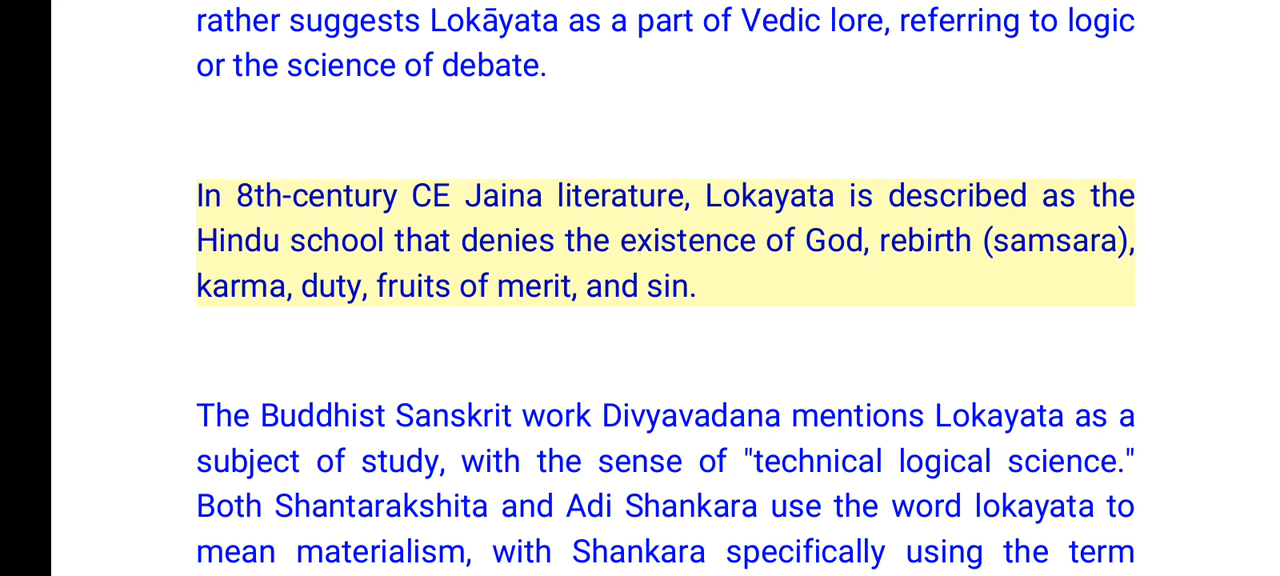 rather suggests Lokāyata as a part of Vedic lore, referring to logic
or the science of debate.
In 8th-century CE Jaina literature, Lokayata is described as the
Hindu school that denies the existence of God, rebirth (samsara),
karma, duty, fruits of merit, and sin.
The Buddhist Sanskrit work Divyavadana mentions Lokayata as a
subject of study, with the sense of "technical logical science."
Both Shantarakshita and Adi Shankara use the word lokayata to
mean materialism, with Shankara specifically using the term